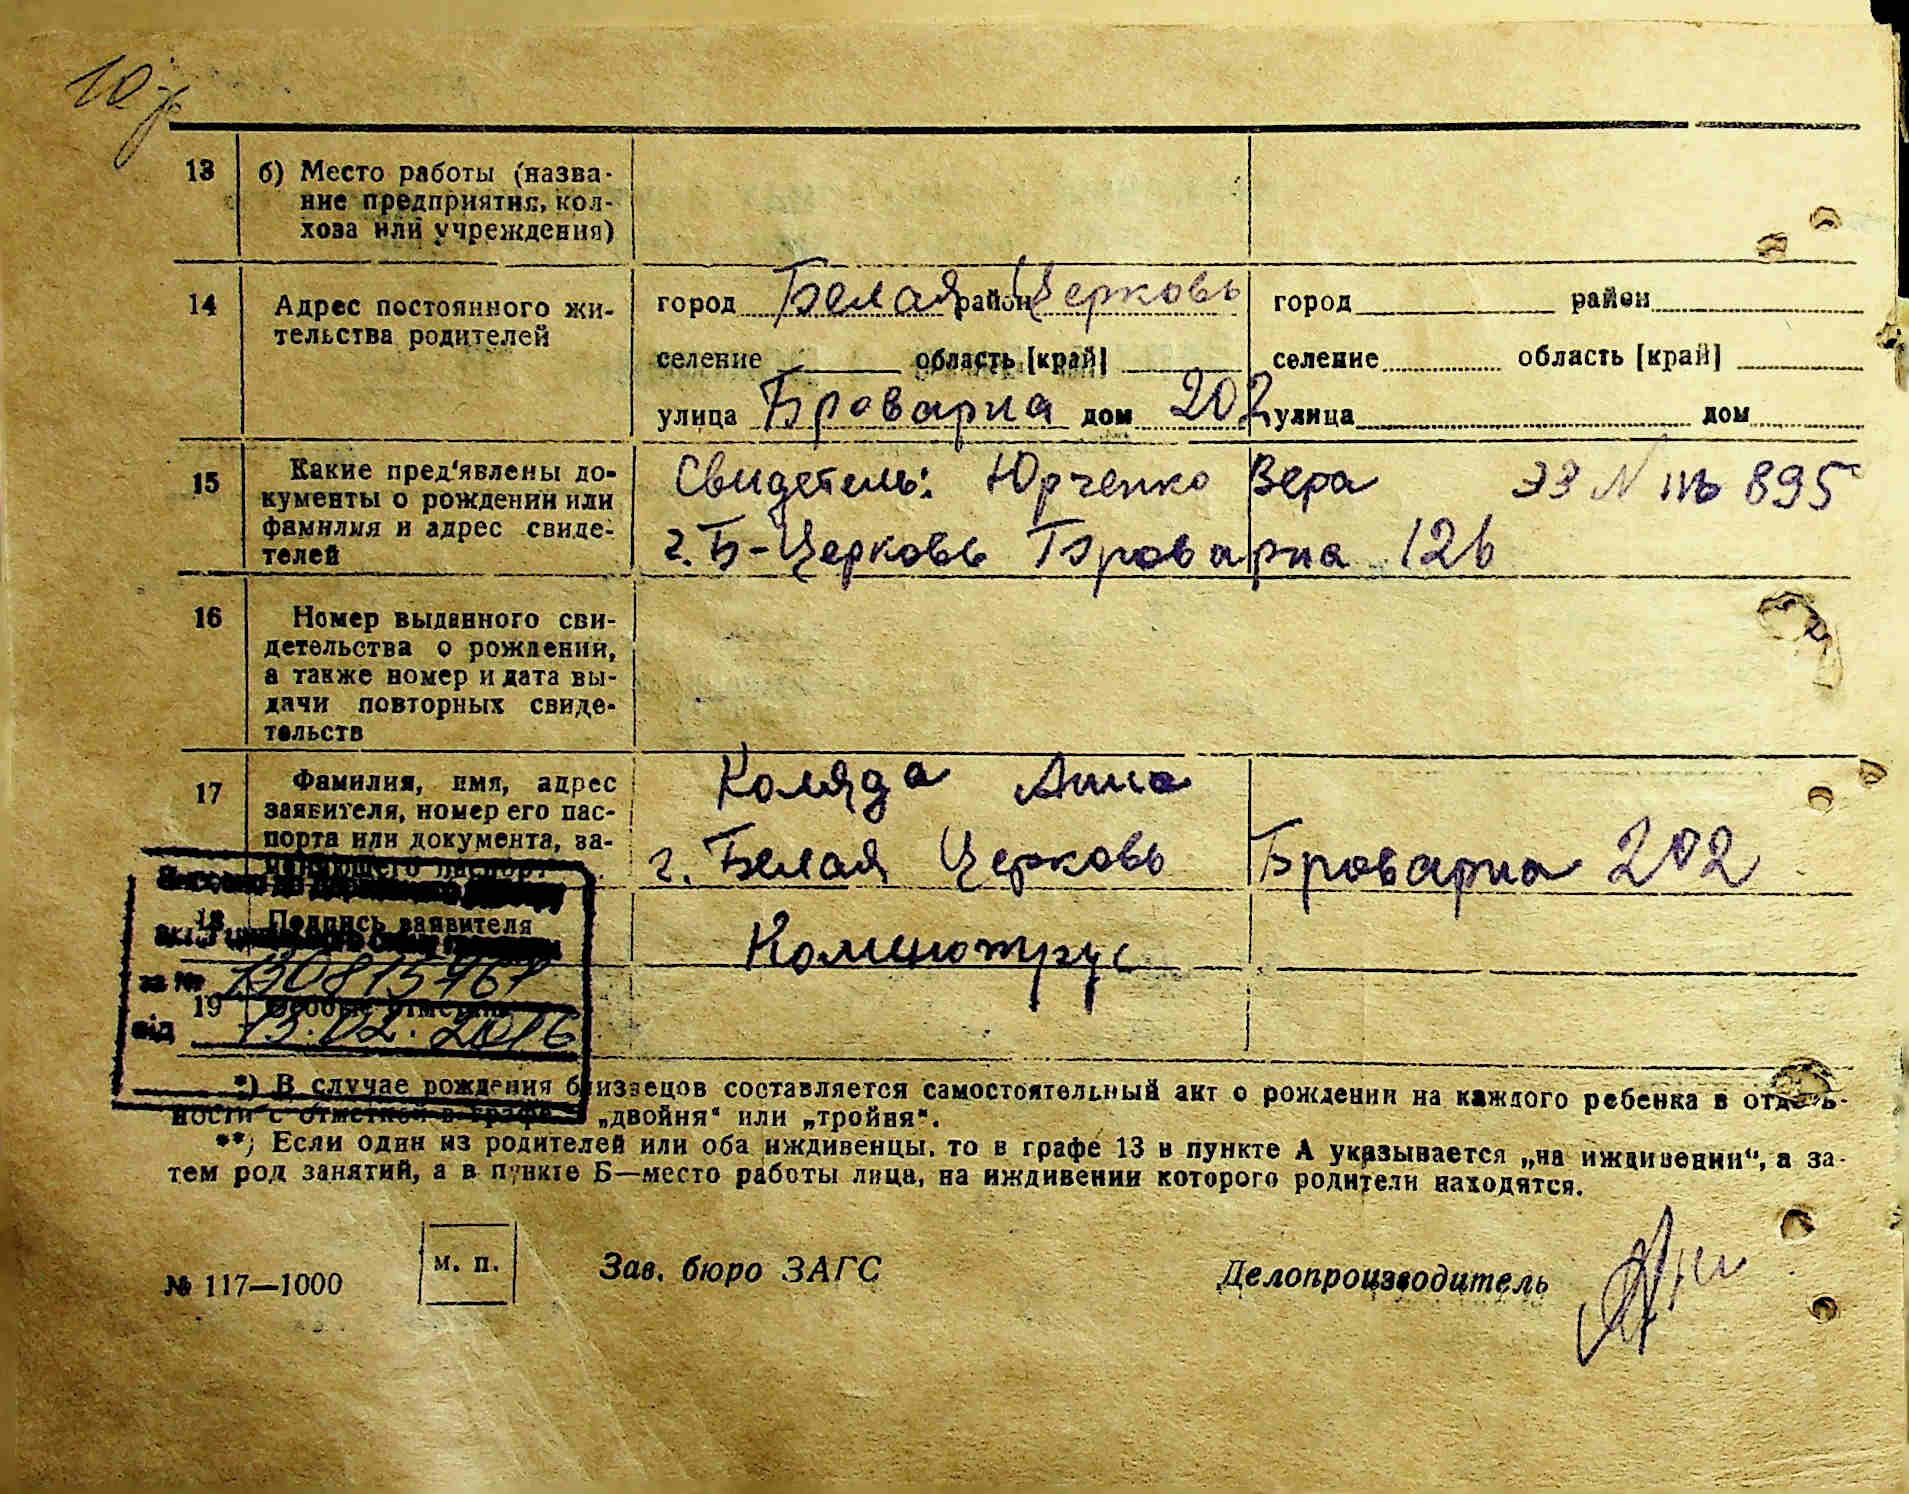 13 б) Место работы (назва-
ние предприятия, кол-
хоза или учреждения)
14 Адрес постоянного жи-
тельства родителей
город Белая район Церковь
селение область [край]
улица Броварна дом 202
город район
селение область [край]
улица дом
15 Какие пред'явлены до-
кументы о рождении или
фамилия и адрес свиде-
телей
Свидетель: Юрченко Вера ЭЗ № 895
г. Б-Церковь Броварна 126
16 Номер выданного сви-
детельства о рождении,
а также номер и дата вы-
дачи повторных свиде-
тельств
17 Фамилия, имя, адрес
заявителя, номер его пас-
порта или документа, за-
меняющего паспорт
Коляда Анна
г. Белая Церковь Броварна 202
18 Подпись заявителя
за №
19 Особые отметки
від 13.02.2016
*) В случае рождения близнецов составляется самостоятельный акт о рождении на каждого ребенка в отдель-
ности с отметкой в графе „двойня“ или „тройня“.
**) Если один из родителей или оба иждивенцы, то в графе 13 в пункте А указывается „на иждивении“, а за-
тем род занятий, а в пункте Б—место работы лица, на иждивении которого родители находятся.
№ 117—1000
м. п.
Зав. бюро ЗАГС
Делопроизводитель